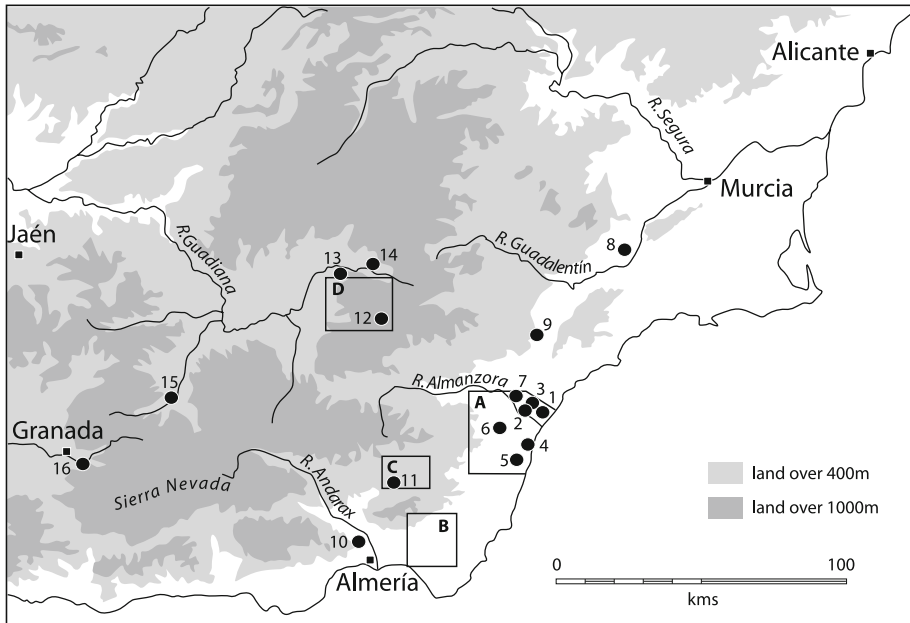 Alicante
R. Segura
Murcia
Jaén
R. Guadiana
R. Guadalentín
8
13
14
D
12
9
15
R. Almanzora
7
3
1
A
2
6
4
5
Granada
16
Sierra Nevada
R. Andarax
C
11
B
10
Almería
land over 400m
land over 1000m
0
100
kms